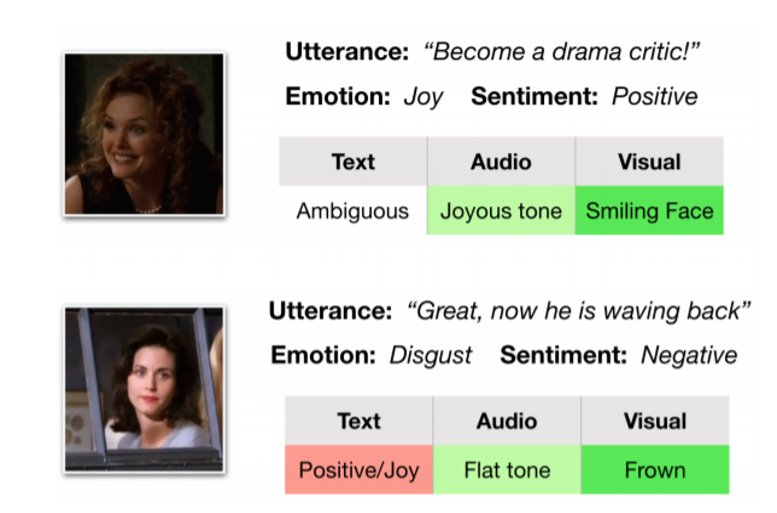 Utterance: “Become a drama critic!”
Emotion: Joy Sentiment: Positive
Text Audio Visual
Ambiguous Joyous tone Smiling Face
Utterance: “Great, now he is waving back”
Emotion: Disgust Sentiment: Negative
Text Audio Visual
Positive/Joy Flat tone Frown